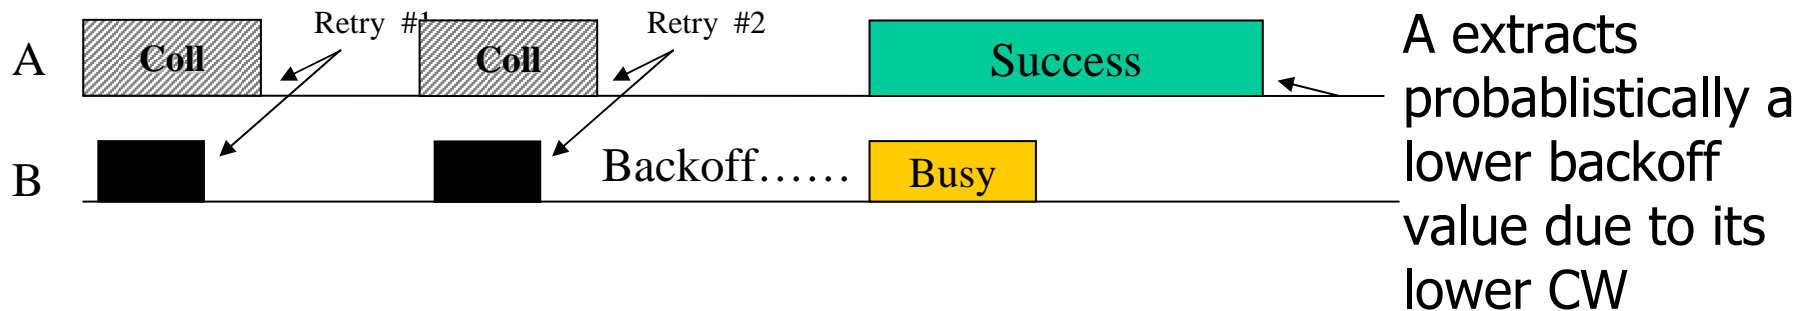 Retry #1
Retry #2
A
Coll
Coll
Success
B
Backoff……
Busy
A extracts
probablistically a
lower backoff
value due to its
lower CW